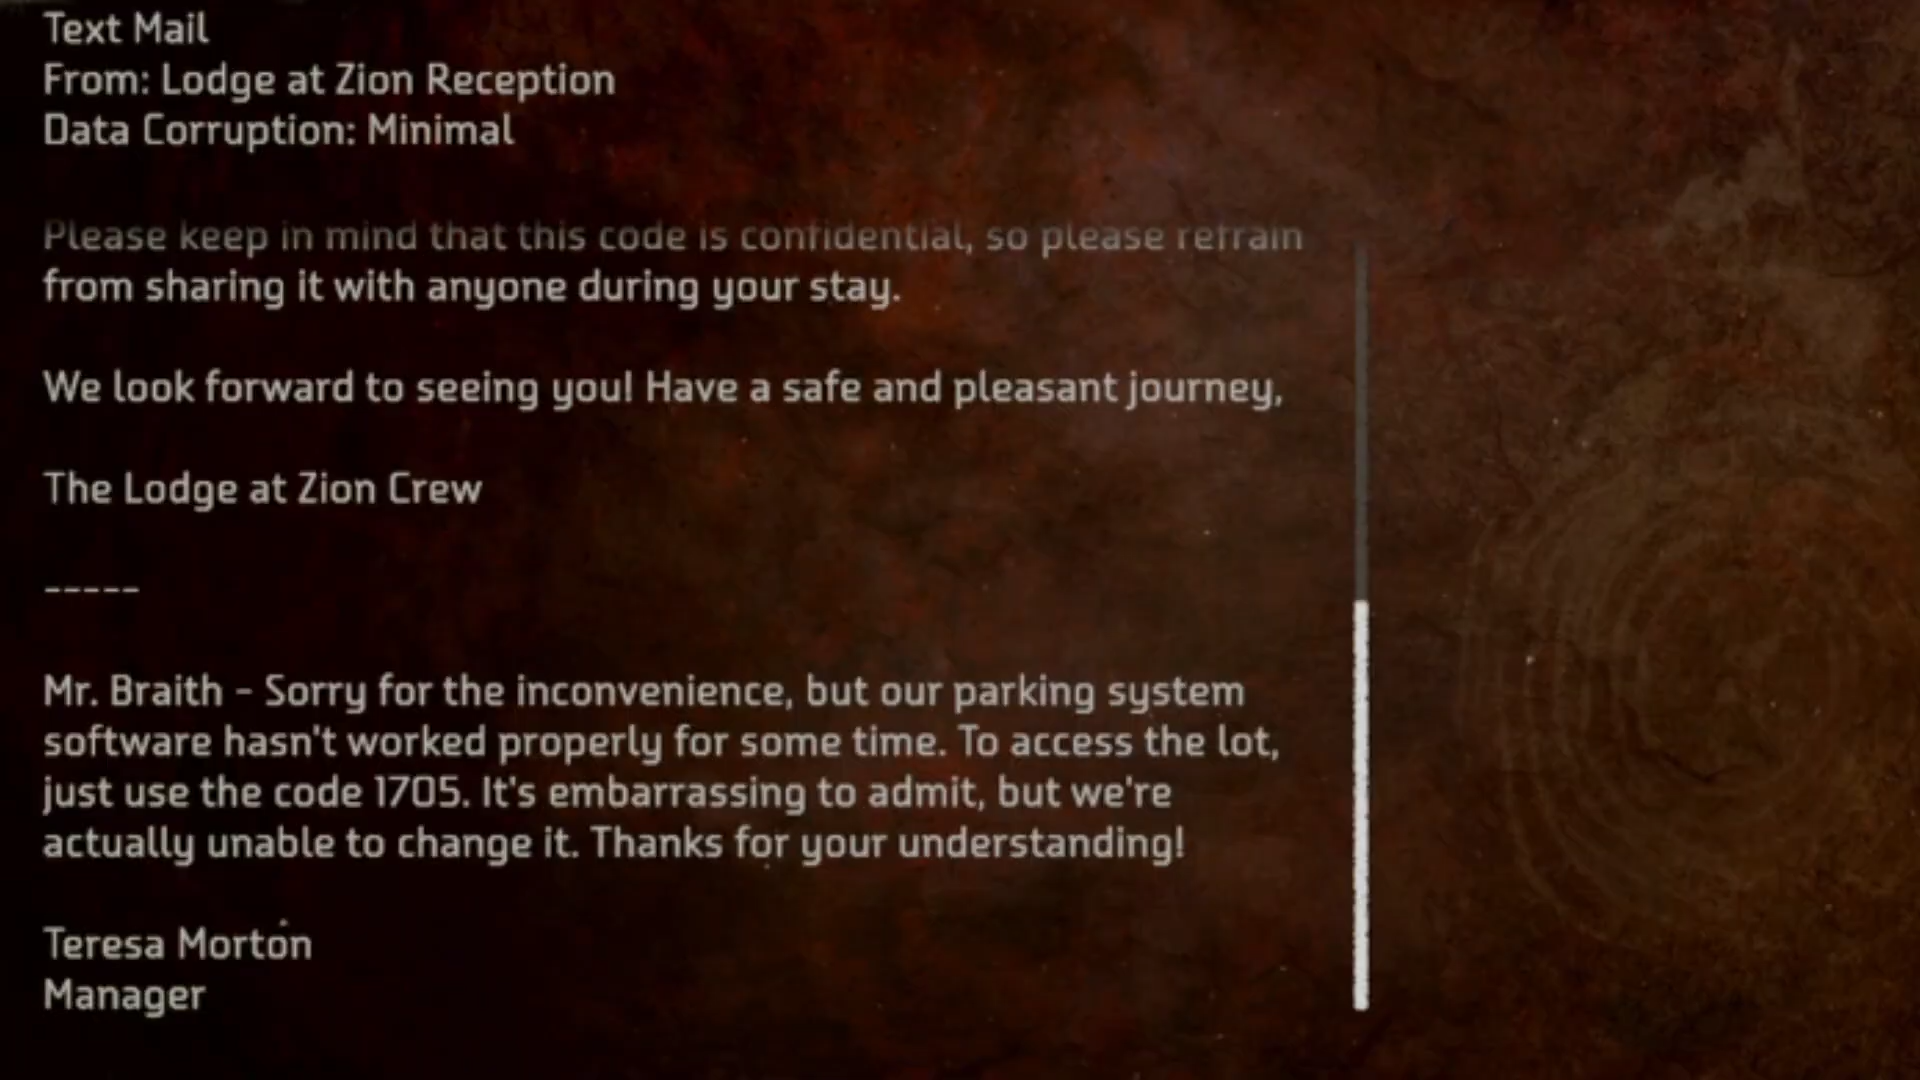 Text Mail
From: Lodge at Zion Reception
Data Corruption: Minimal
Please keep in mind that this code is confidential, so please refrain
from sharing it with anyone during your stay.
We look forward to seeing you! Have a safe and pleasant journey,
The Lodge at Zion Crew
-----
Mr. Braith - Sorry for the inconvenience, but our parking system
software hasn't worked properly for some time. To access the lot,
just use the code 1705. It's embarrassing to admit, but we're
actually unable to change it. Thanks for your understanding!
Teresa Morton
Manager